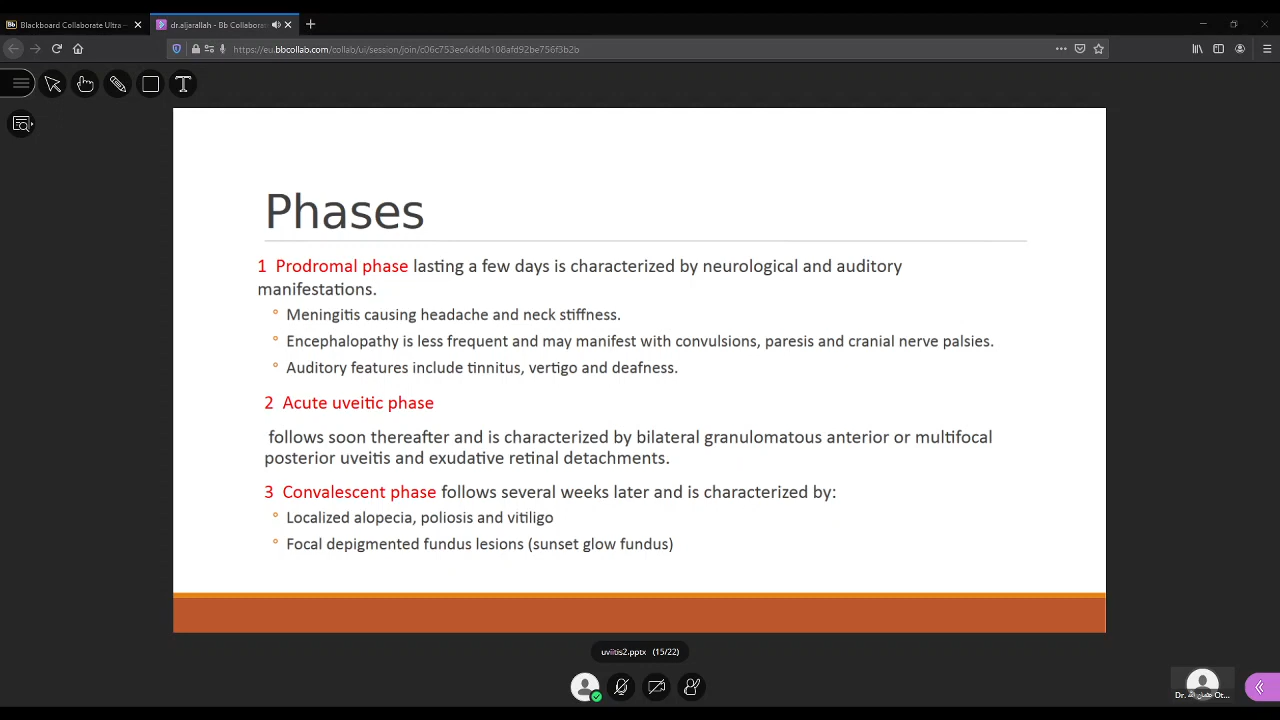 Blackboard Collaborate Ultra
dr.aljarallah - Bb Collaborat
https://eu.bbcollab.com/collab/ui/session/join/c06c753ec4dd4b108afd92be756f3b2o
Phases
1 Prodromal phase lasting a few days is characterized by neurological and auditory
manifestations.
° Meningitis causing headache and neck stiffness.
° Encephalopathy is less frequent and may manifest with convulsions, paresis and cranial nerve palsies.
° Auditory features include tinnitus, vertigo and deafness.
2 Acute uveitic phase
follows soon thereafter and is characterized by bilateral granulomatous anterior or multifocal
posterior uveitis and exudative retinal detachments.
3 Convalescent phase follows several weeks later and is characterized by:
° Localized alopecia, poliosis and vitiligo
° Focal depigmented fundus lesions (sunset glow fundus)
uviitis2.pptx (15/22)
Dr.